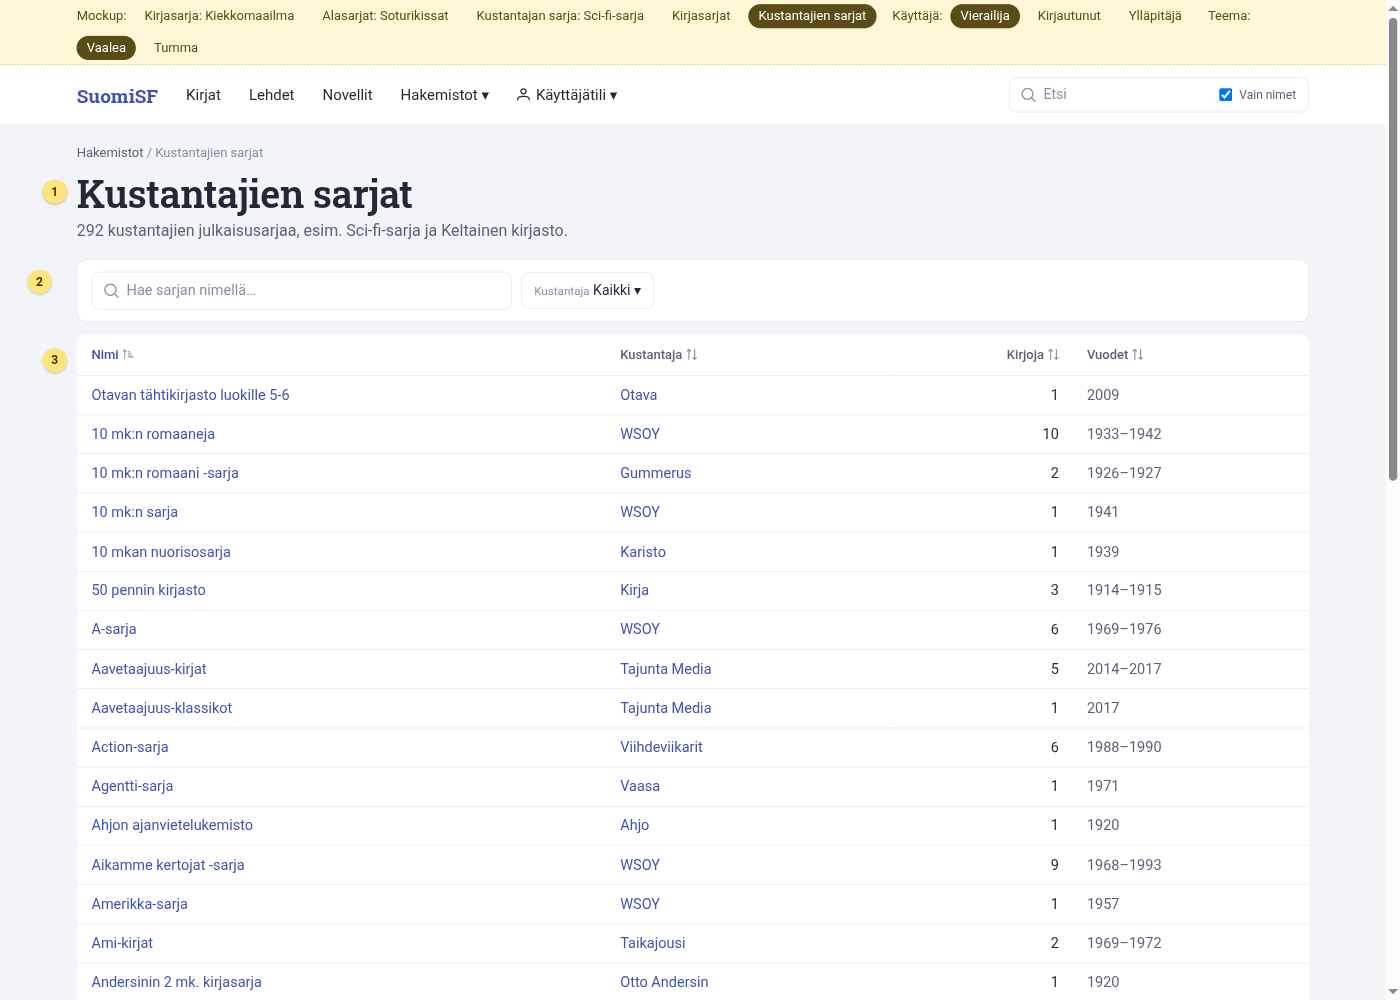 Mockup: Kirjasarja: Kiekkomaailma Alasarjat: Soturikissat Kustantajan sarja: Sci-fi-sarja Kirjasarjat Kustantajien sarjat Käyttäjä: Vierailija Kirjautunut Ylläpitäjä Teema:
Vaalea Tumma
SuomiSF Kirjat Lehdet Novellit Hakemistot ▾ Käyttäjätili ▾ Etsi Vain nimet
Hakemistot / Kustantajien sarjat
1 Kustantajien sarjat
292 kustantajien julkaisusarjaa, esim. Sci-fi-sarja ja Keltainen kirjasto.
2 Hae sarjan nimellä... Kustantaja Kaikki ▾
3 Nimi Kustantaja Kirjoja Vuodet
Otavan tähtikirjasto luokille 5-6 Otava 1 2009
10 mk:n romaaneja WSOY 10 1933–1942
10 mk:n romaani -sarja Gummerus 2 1926–1927
10 mk:n sarja WSOY 1 1941
10 mkan nuorisosarja Karisto 1 1939
50 pennin kirjasto Kirja 3 1914–1915
A-sarja WSOY 6 1969–1976
Aavetaajuus-kirjat Tajunta Media 5 2014–2017
Aavetaajuus-klassikot Tajunta Media 1 2017
Action-sarja Viihdeviikarit 6 1988–1990
Agentti-sarja Vaasa 1 1971
Ahjon ajanvietelukemisto Ahjo 1 1920
Aikamme kertojat -sarja WSOY 9 1968–1993
Amerikka-sarja WSOY 1 1957
Ami-kirjat Taikajousi 2 1969–1972
Andersinin 2 mk. kirjasarja Otto Andersin 1 1920